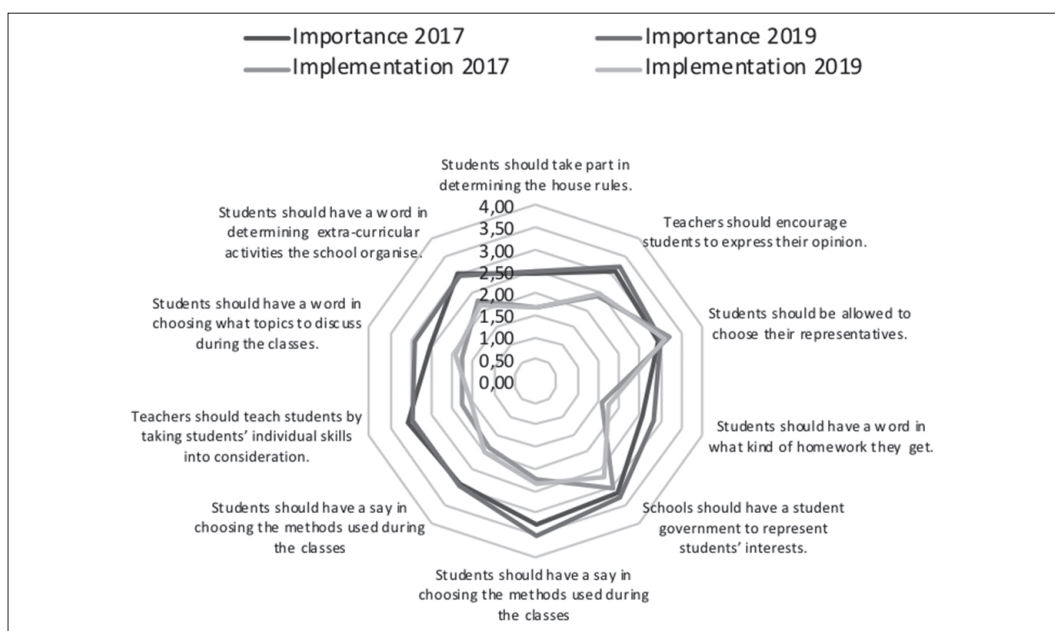 Importance 2017
Importance 2019
Implementation 2017
Implementation 2019
Students should take part in
determining the house rules.
Teachers should encourage
students to express their opinion.
Students should be allowed to
choose their representatives.
Students should have a word in
what kind of homework they get.
Schools should have a student
government to represent
students' interests.
Students should have a say in
choosing the methods used during
the classes
Students should have a say in
choosing the methods used during
the classes
Teachers should teach students by
taking students' individual skills
into consideration.
Students should have a word in
choosing what topics to discuss
during the classes.
Students should have a word in
determining extra-curricular
activities the school organise.
4,00
3,50
3,00
2,50
2,00
1,50
1,00
0,50
0,00